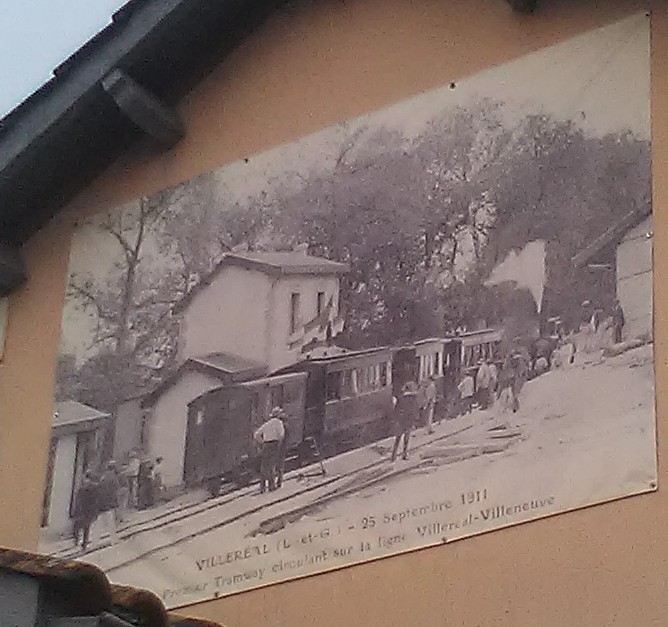 VILLERÉAL (L-et-G.) - 25 Septembre 1911
Premier Tramway circulant sur la ligne Villeréal-Villeneuve